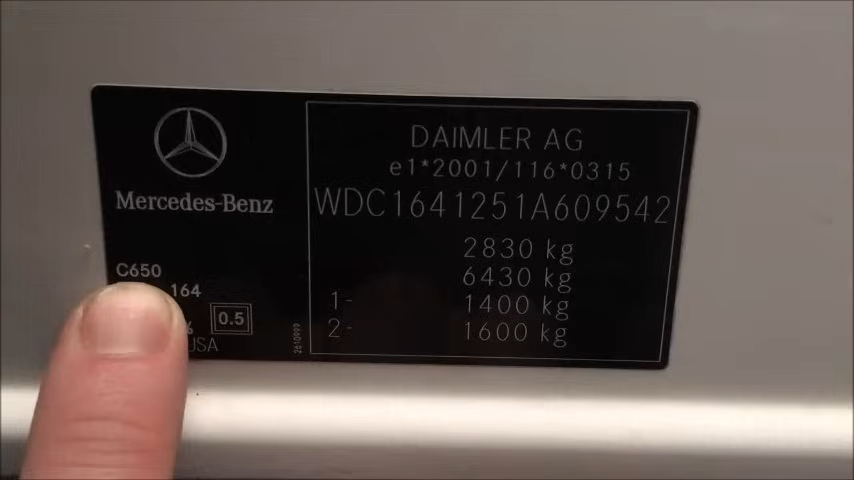 Mercedes-Benz
C650
164
0.5
%
USA
2610999
DAIMLER AG
e1*2001/116*0315
WDC1641251A609542
2830 kg
6430 kg
1- 1400 kg
2- 1600 kg